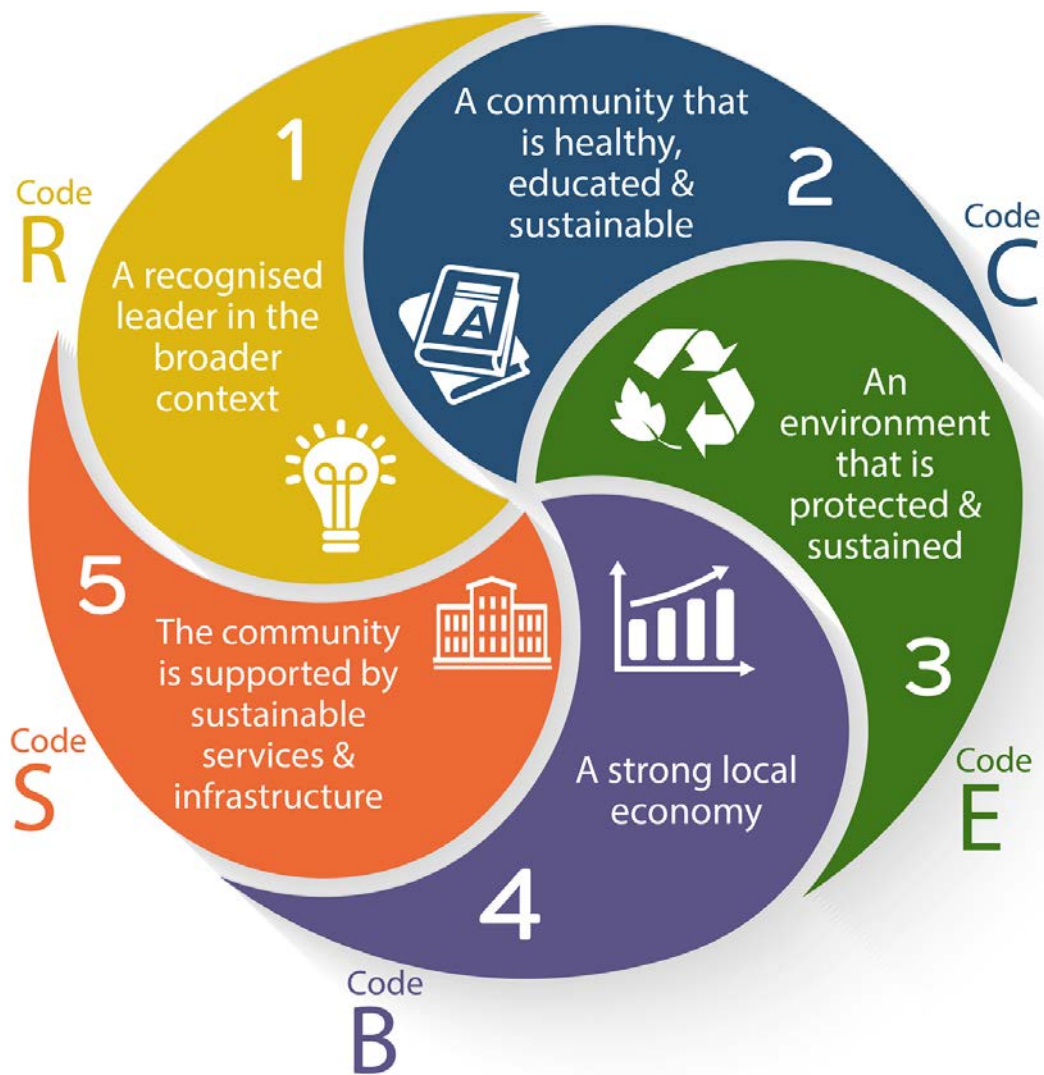 1
Code
R
A recognised
leader in the
broader
context
A community that
is healthy,
educated &
sustainable
2
Code
C
A
An
environment
that is
protected &
sustained
3
Code
E
A strong local
economy
4
Code
B
5
The community
is supported by
sustainable
services &
infrastructure
Code
S